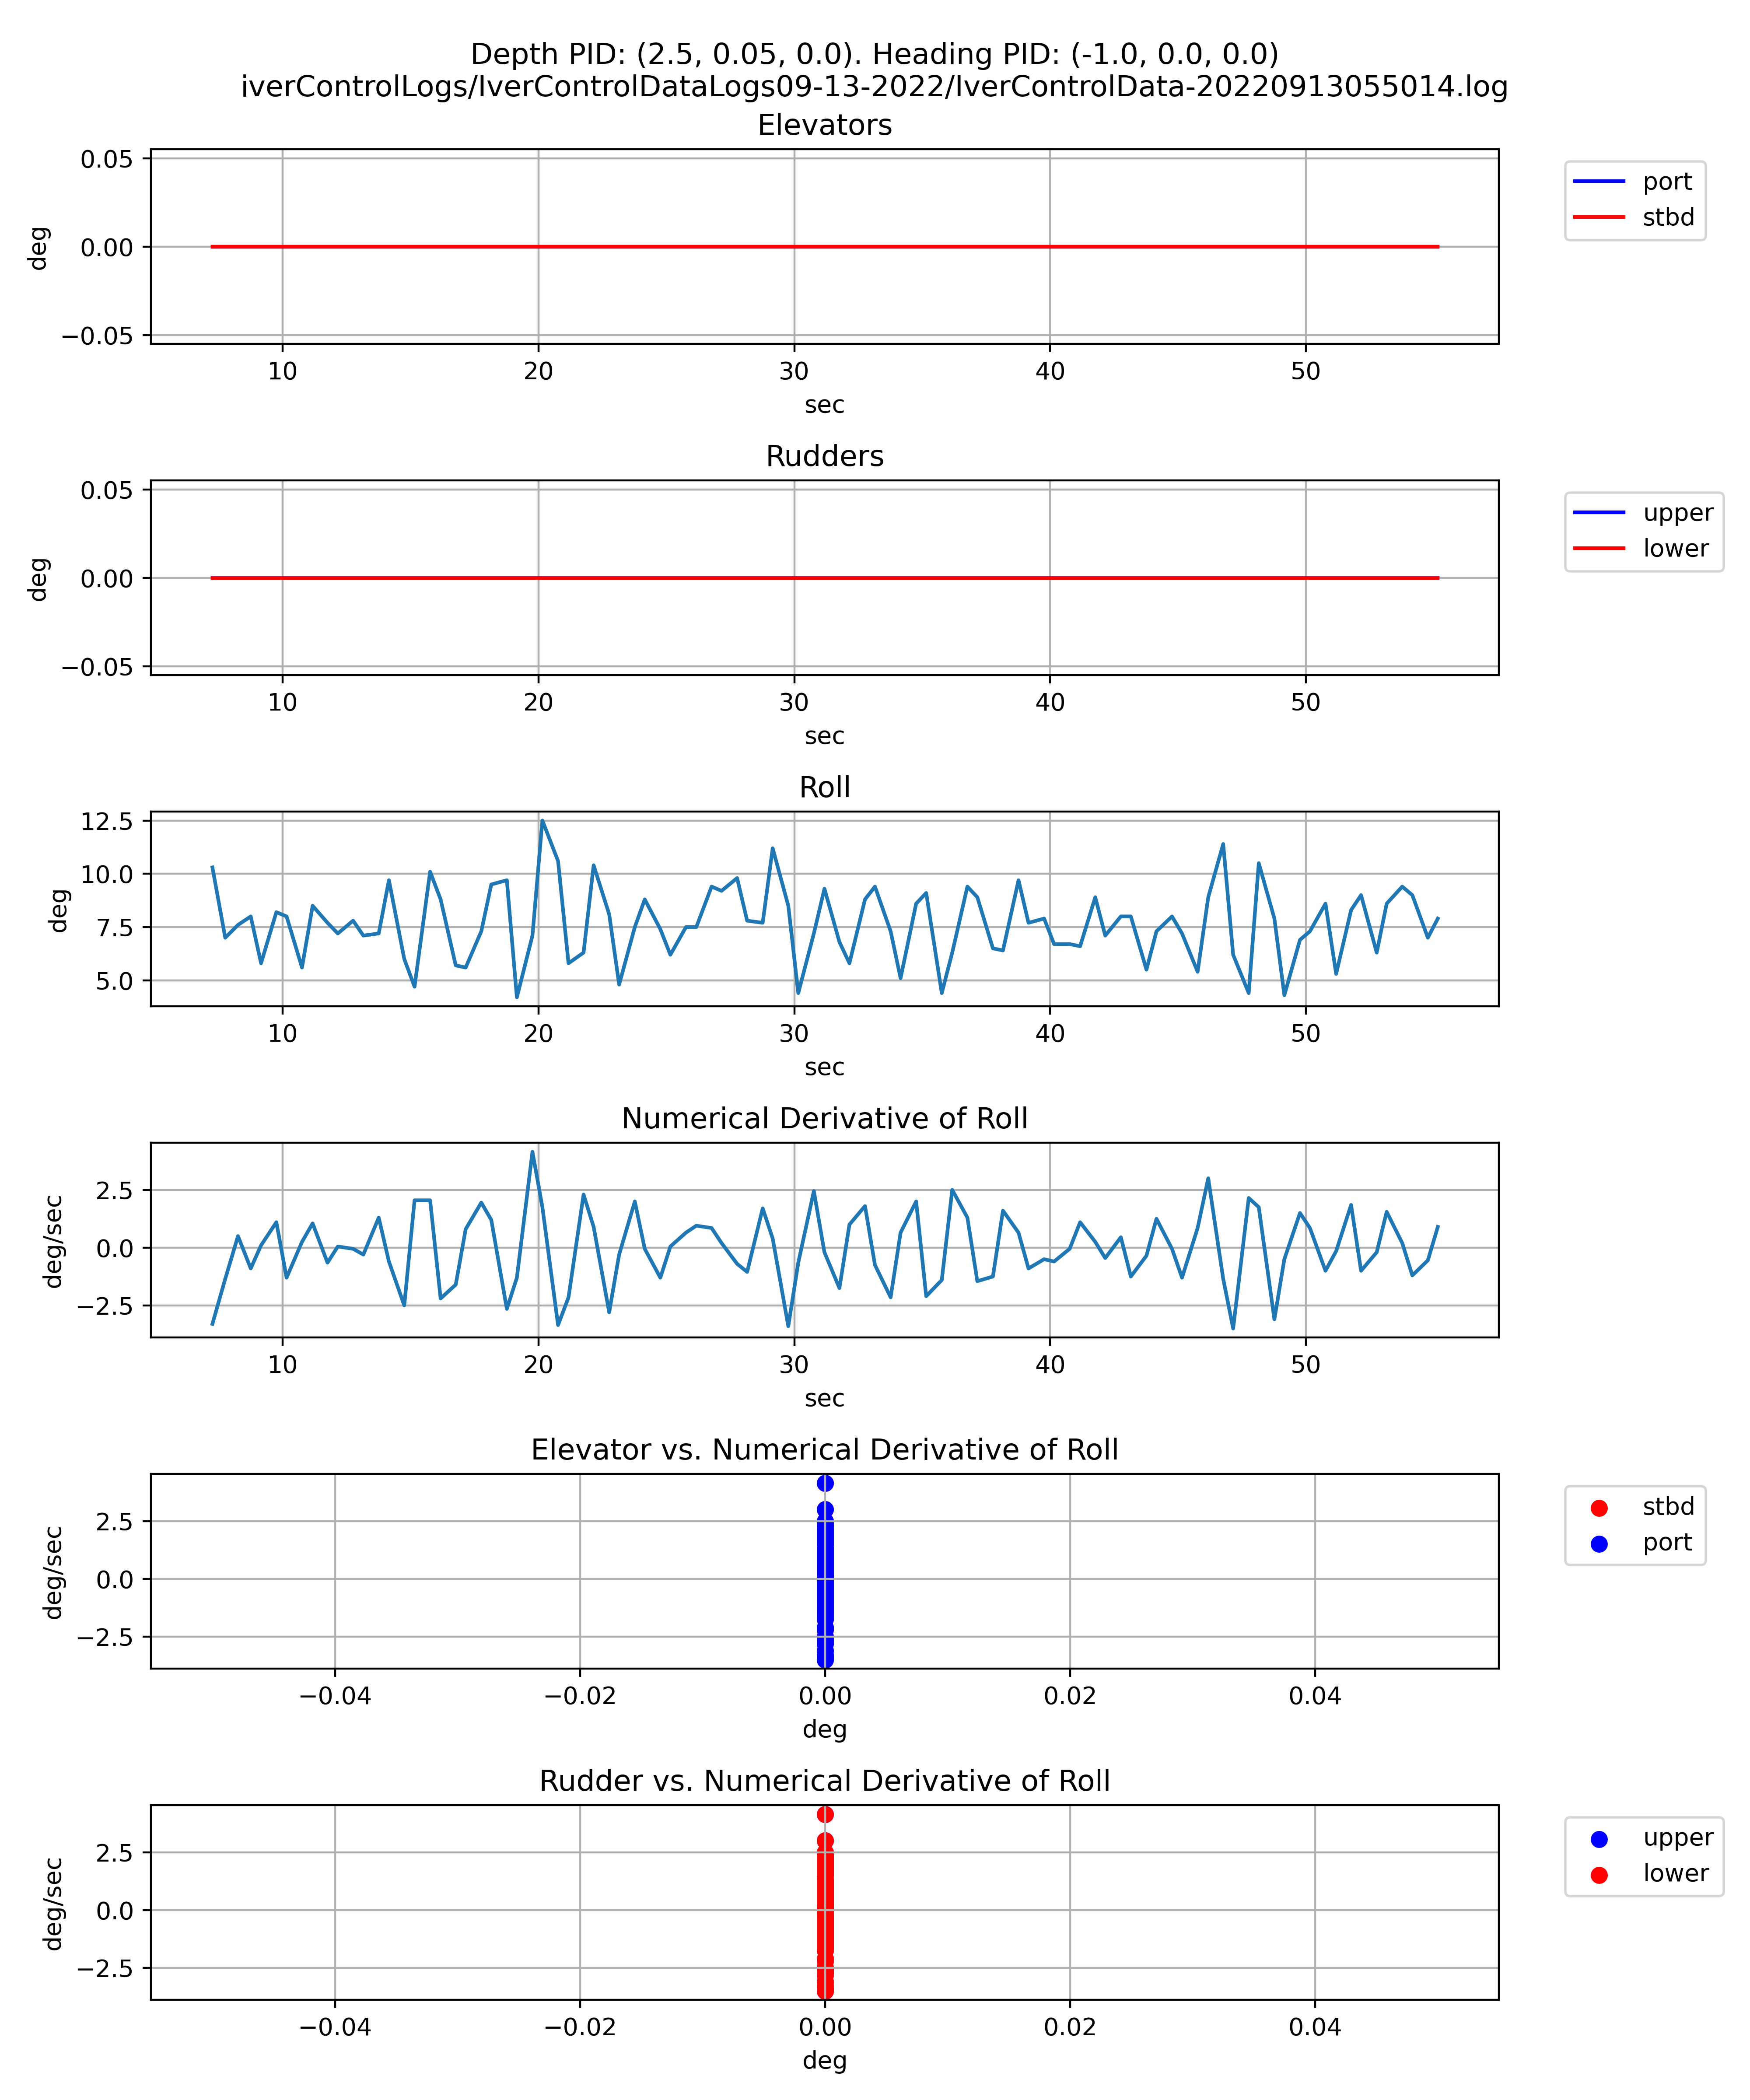 Depth PID: (2.5, 0.05, 0.0). Heading PID: (-1.0, 0.0, 0.0)
iverControlLogs/IverControlDataLogs09-13-2022/IverControlData-20220913055014.log
Elevators
0.05
0.00
−0.05
deg
10 20 30 40 50
sec
port
stbd
Rudders
0.05
0.00
−0.05
deg
10 20 30 40 50
sec
upper
lower
Roll
12.5
10.0
7.5
5.0
deg
10 20 30 40 50
sec
Numerical Derivative of Roll
2.5
0.0
−2.5
deg/sec
10 20 30 40 50
sec
Elevator vs. Numerical Derivative of Roll
2.5
0.0
−2.5
deg/sec
−0.04 −0.02 0.00 0.02 0.04
deg
stbd
port
Rudder vs. Numerical Derivative of Roll
2.5
0.0
−2.5
deg/sec
−0.04 −0.02 0.00 0.02 0.04
deg
upper
lower